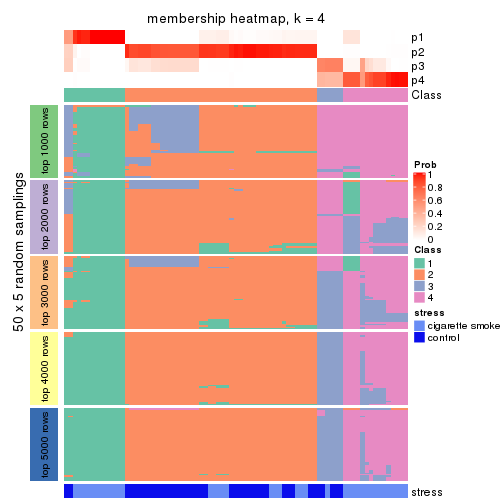 membership heatmap, k = 4
p1
p2
p3
p4
Class
50 x 5 random samplings
top 1000 rows
top 2000 rows
top 3000 rows
top 4000 rows
top 5000 rows
stress
Prob
1
0.8
0.6
0.4
0.2
0
Class
1
2
3
4
stress
cigarette smoke
control